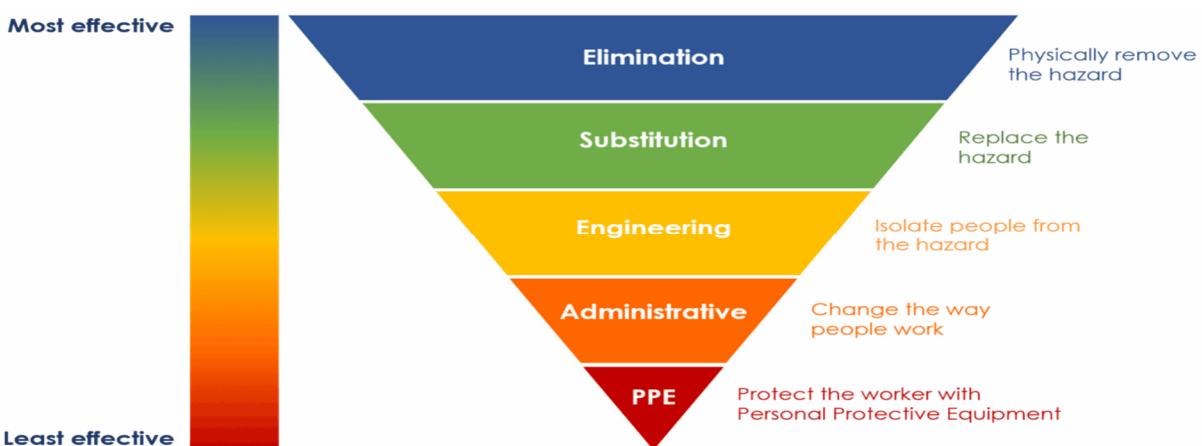 Most effective
Elimination
Physically remove
the hazard
Substitution
Replace the
hazard
Engineering
Isolate people from
the hazard
Administrative
Change the way
people work
PPE
Protect the worker with
Personal Protective Equipment
Least effective